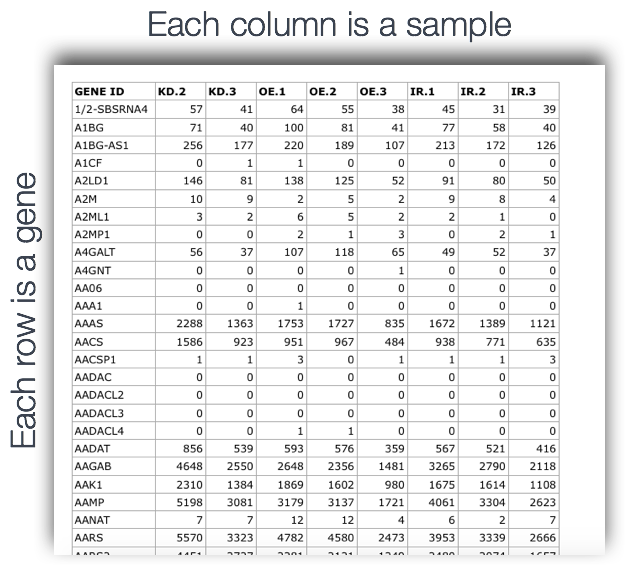 Each column is a sample
Each row is a gene
GENE ID KD.2 KD.3 OE.1 OE.2 OE.3 IR.1 IR.2 IR.3
1/2-SBSRNA4 57 41 64 55 38 45 31 39
A1BG 71 40 100 81 41 77 58 40
A1BG-AS1 256 177 220 189 107 213 172 126
A1CF 0 1 1 0 0 0 0 0
A2LD1 146 81 138 125 52 91 80 50
A2M 10 9 2 5 2 9 8 4
A2ML1 3 2 6 5 2 2 1 0
A2MP1 0 0 2 1 3 0 2 1
A4GALT 56 37 107 118 65 49 52 37
A4GNT 0 0 0 0 1 0 0 0
AA06 0 0 0 0 0 0 0 0
AAA1 0 0 1 0 0 0 0 0
AAAS 2288 1363 1753 1727 835 1672 1389 1121
AACS 1586 923 951 967 484 938 771 635
AACSP1 1 1 3 0 1 1 1 3
AADAC 0 0 0 0 0 0 0 0
AADACL2 0 0 0 0 0 0 0 0
AADACL3 0 0 0 0 0 0 0 0
AADACL4 0 0 1 1 0 0 0 0
AADAT 856 539 593 576 359 567 521 416
AAGAB 4648 2550 2648 2356 1481 3265 2790 2118
AAK1 2310 1384 1869 1602 980 1675 1614 1108
AAMP 5198 3081 3179 3137 1721 4061 3304 2623
AANAT 7 7 12 12 4 6 2 7
AARS 5570 3323 4782 4580 2473 3953 3339 2666